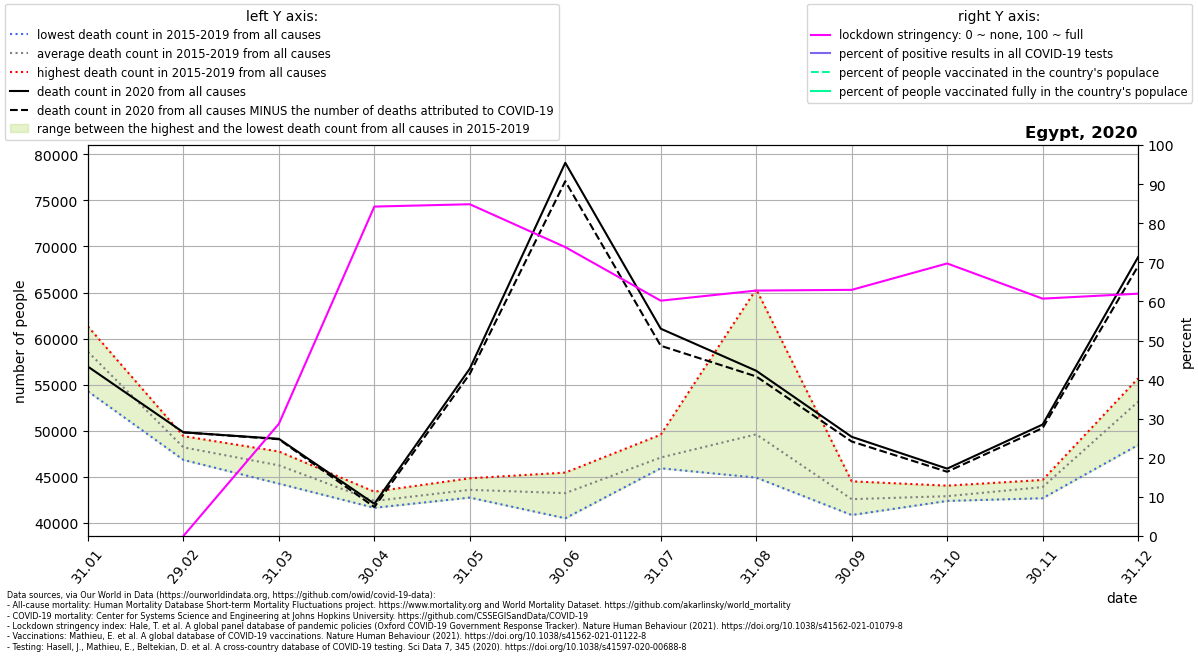 left Y axis:
lowest death count in 2015-2019 from all causes
average death count in 2015-2019 from all causes
highest death count in 2015-2019 from all causes
death count in 2020 from all causes
death count in 2020 from all causes MINUS the number of deaths attributed to COVID-19
range between the highest and the lowest death count from all causes in 2015-2019
right Y axis:
lockdown stringency: 0 ~ none, 100 ~ full
percent of positive results in all COVID-19 tests
percent of people vaccinated in the country's populace
percent of people vaccinated fully in the country's populace
Egypt, 2020
80000
75000
70000
65000
60000
55000
50000
45000
40000
number of people
100
90
80
70
60
50
40
30
20
10
0
percent
31.01
29.02
31.03
30.04
31.05
30.06
31.07
31.08
30.09
31.10
30.11
31.12
date
Data sources, via Our World in Data (https://ourworldindata.org, https://github.com/owid/covid-19-data):
- All-cause mortality: Human Mortality Database Short-term Mortality Fluctuations project. https://www.mortality.org and World Mortality Dataset. https://github.com/akarlinsky/world_mortality
- COVID-19 mortality: Center for Systems Science and Engineering at Johns Hopkins University. https://github.com/CSSEGISandData/COVID-19
- Lockdown stringency index: Hale, T. et al. A global panel database of pandemic policies (Oxford COVID-19 Government Response Tracker). Nature Human Behaviour (2021). https://doi.org/10.1038/s41562-021-01079-8
- Vaccinations: Mathieu, E. et al. A global database of COVID-19 vaccinations. Nature Human Behaviour (2021). https://doi.org/10.1038/s41562-021-01122-8
- Testing: Hasell, J., Mathieu, E., Beltekian, D. et al. A cross-country database of COVID-19 testing. Sci Data 7, 345 (2020). https://doi.org/10.1038/s41597-020-00688-8